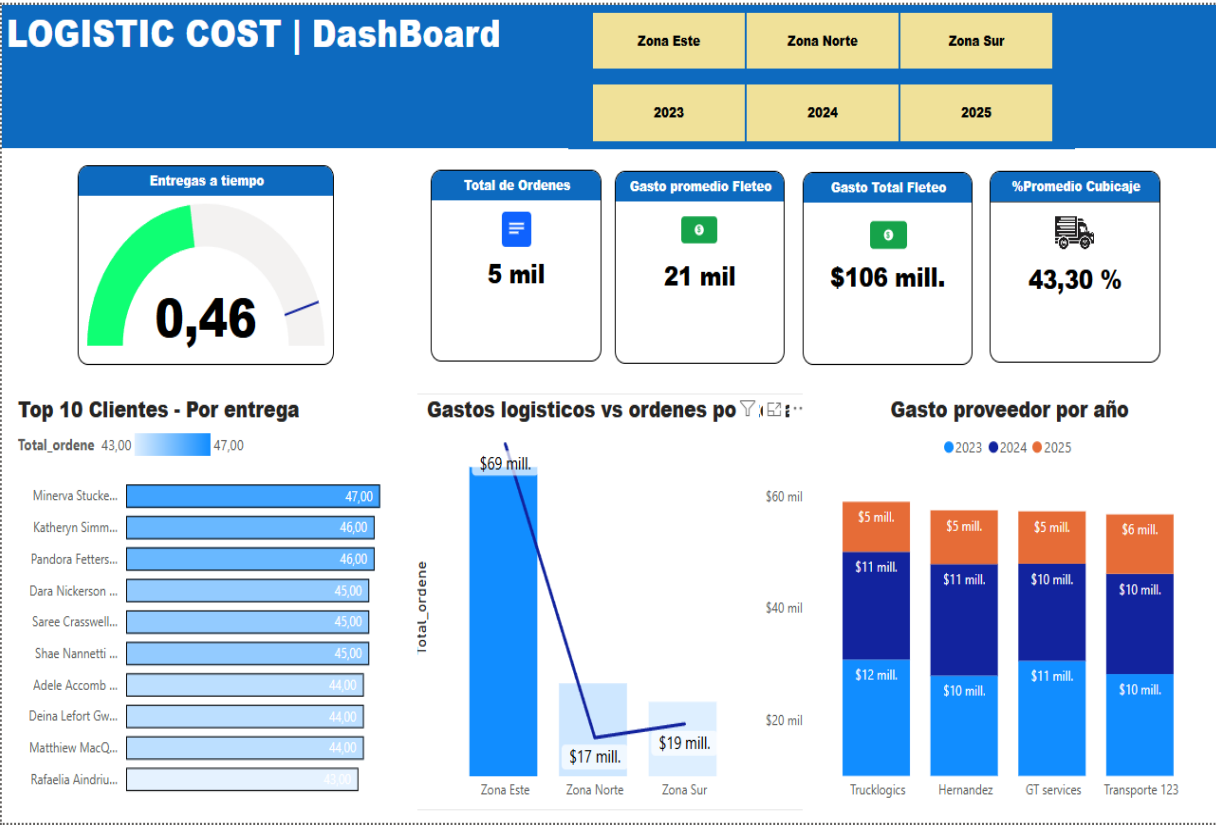 LOGISTIC COST | DashBoard
Zona Este
Zona Norte
Zona Sur
2023
2024
2025
Entregas a tiempo
0,46
Total de Ordenes
5 mil
Gasto promedio Fleteo
21 mil
Gasto Total Fleteo
$106 mill.
%Promedio Cubicaje
43,30 %
Top 10 Clientes - Por entrega
Total_ordene 43,00 47,00
Minerva Stucke... 47,00
Katheryn Simm... 46,00
Pandora Fetters... 46,00
Dara Nickerson ... 45,00
Saree Crasswell... 45,00
Shae Nannetti ... 45,00
Adele Accomb ... 44,00
Deina Lefort Gw... 44,00
Matthiew MacQ... 44,00
Rafaelia Aindriu... 43,00
Gastos logisticos vs ordenes po
Total_ordene
$69 mill.
$17 mill.
$19 mill.
Zona Este
Zona Norte
Zona Sur
Gasto proveedor por año
2023 2024 2025
$60 mil
$40 mil
$20 mil
$5 mill.
$11 mill.
$12 mill.
$5 mill.
$11 mill.
$10 mill.
$5 mill.
$10 mill.
$11 mill.
$6 mill.
$10 mill.
$10 mill.
Trucklogics
Hernandez
GT services
Transporte 123